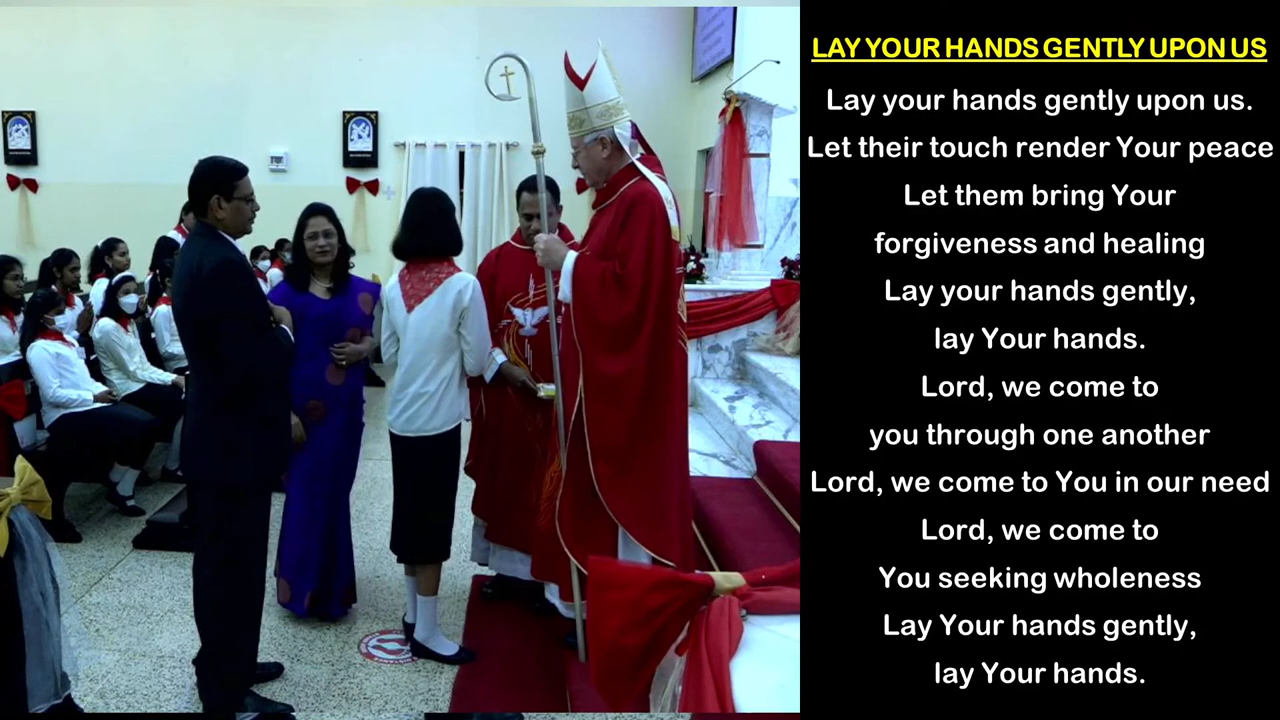 LAY YOUR HANDS GENTLY UPON US
Lay your hands gently upon us.
Let their touch render Your peace
Let them bring Your
forgiveness and healing
Lay your hands gently,
lay Your hands.
Lord, we come to
you through one another
Lord, we come to You in our need
Lord, we come to
You seeking wholeness
Lay Your hands gently,
lay Your hands.